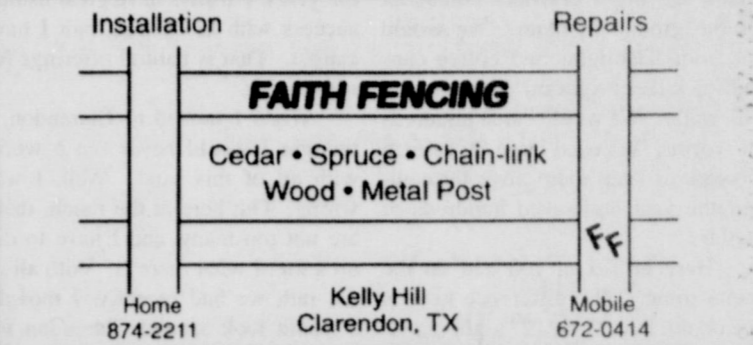 Installation
Repairs
FAITH FENCING
Cedar • Spruce • Chain-link
Wood • Metal Post
FF
Home
874-2211
Kelly Hill
Clarendon, TX
Mobile
672-0414